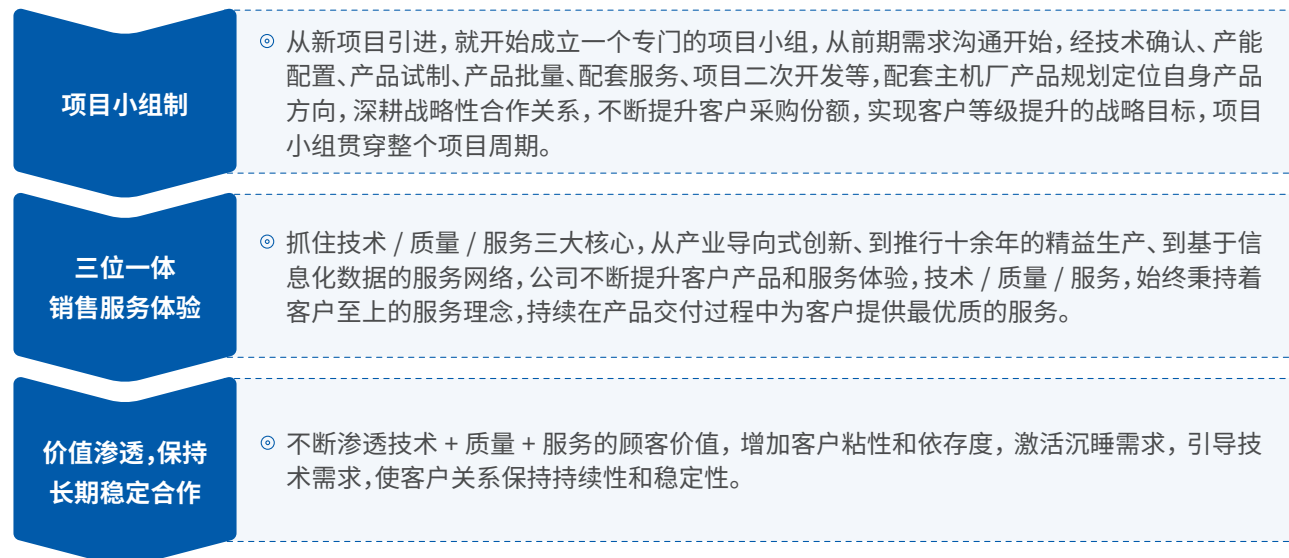 项目小组制
从新项目引进，就开始成立一个专门的项目小组，从前期需求沟通开始，经技术确认、产能
配置、产品试制、产品批量、配套服务、项目二次开发等，配套主机厂产品规划定位自身产品
方向，深耕战略性合作关系，不断提升客户采购份额，实现客户等级提升的战略目标，项目
小组贯穿整个项目周期。
三位一体
销售服务体验
抓住技术 / 质量 / 服务三大核心，从产业导向式创新、到推行十余年的精益生产、到基于信
息化数据的服务网络，公司不断提升客户产品和服务体验，技术 / 质量 / 服务，始终秉持着
客户至上的服务理念，持续在产品交付过程中为客户提供最优质的服务。
价值渗透，保持
长期稳定合作
不断渗透技术 + 质量 + 服务的顾客价值，增加客户粘性和依存度，激活沉睡需求，引导技
术需求，使客户关系保持持续性和稳定性。